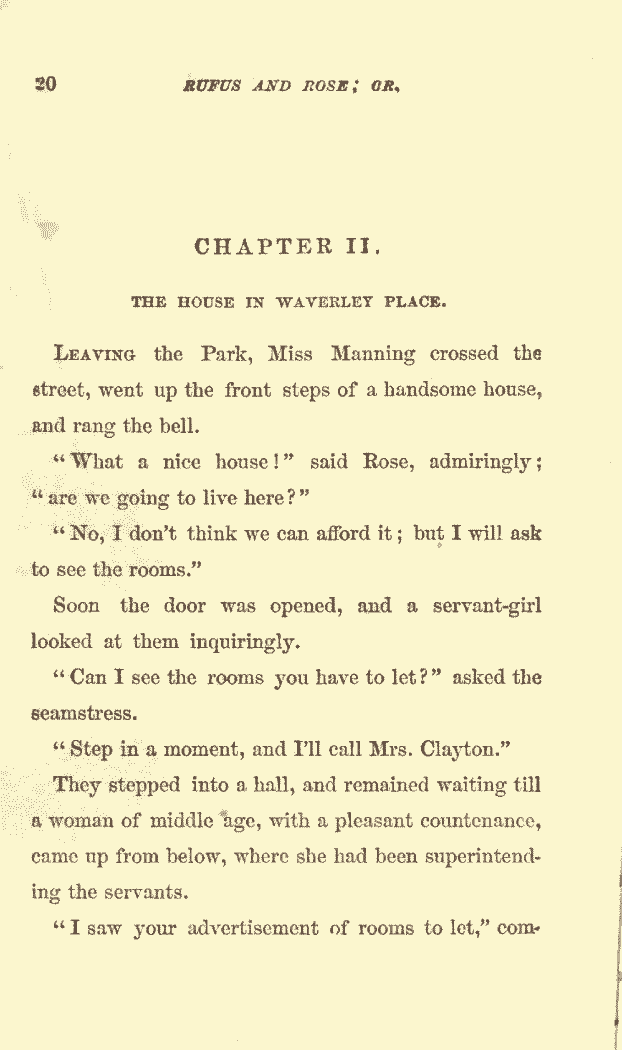 20 RUFUS AND ROSE; OR,
CHAPTER II.
THE HOUSE IN WAVERLEY PLACE.
LEAVING the Park, Miss Manning crossed the
street, went up the front steps of a handsome house,
and rang the bell.
“What a nice house!” said Rose, admiringly;
“are we going to live here?”
“No, I don't think we can afford it; but I will ask
to see the rooms.”
Soon the door was opened, and a servant-girl
looked at them inquiringly.
“Can I see the rooms you have to let?” asked the
seamstress.
“Step in a moment, and I'll call Mrs. Clayton.”
They stepped into a hall, and remained waiting till
a woman of middle age, with a pleasant countenance,
came up from below, where she had been superintend-
ing the servants.
“I saw your advertisement of rooms to let,” com-